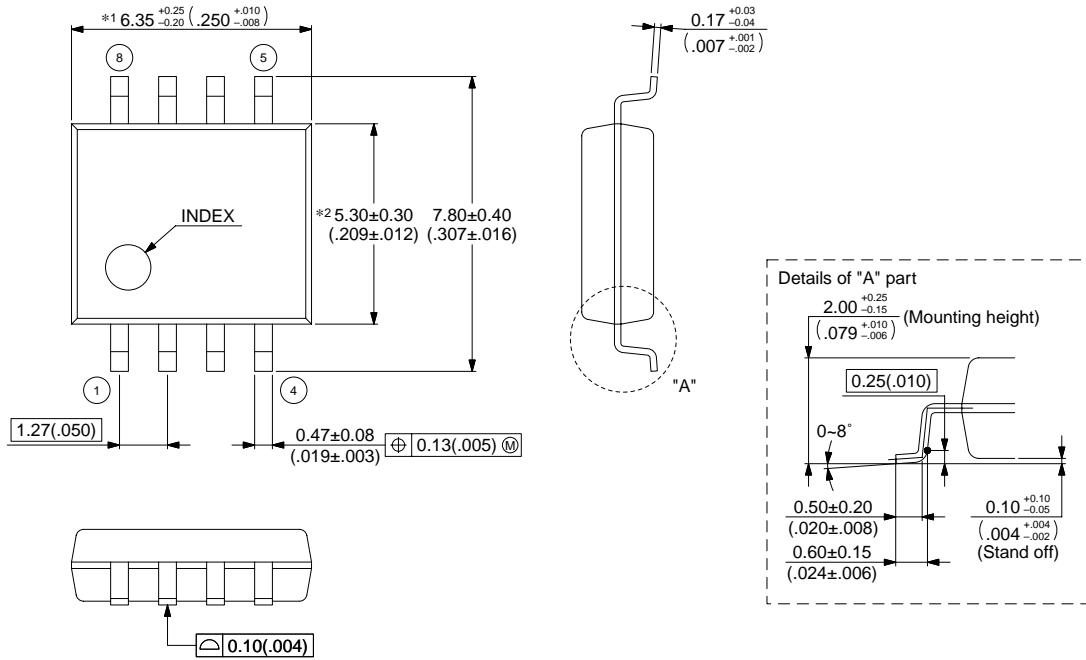 *1 6.35 +0.25 -0.20 (.250 +.010 -.008)
0.17 +0.03 -0.04
(.007 +.001 -.002)
8
5
INDEX
*2 5.30±0.30
(.209±.012)
7.80±0.40
(.307±.016)
1
4
"A"
1.27(.050)
0.47±0.08
(.019±.003)
⌖ 0.13(.005) Ⓜ
⌓ 0.10(.004)
Details of "A" part
2.00 +0.25 -0.15
(.079 +.010 -.006)
(Mounting height)
0.25(.010)
0~8°
0.50±0.20
(.020±.008)
0.60±0.15
(.024±.006)
0.10 +0.10 -0.05
(.004 +.004 -.002)
(Stand off)